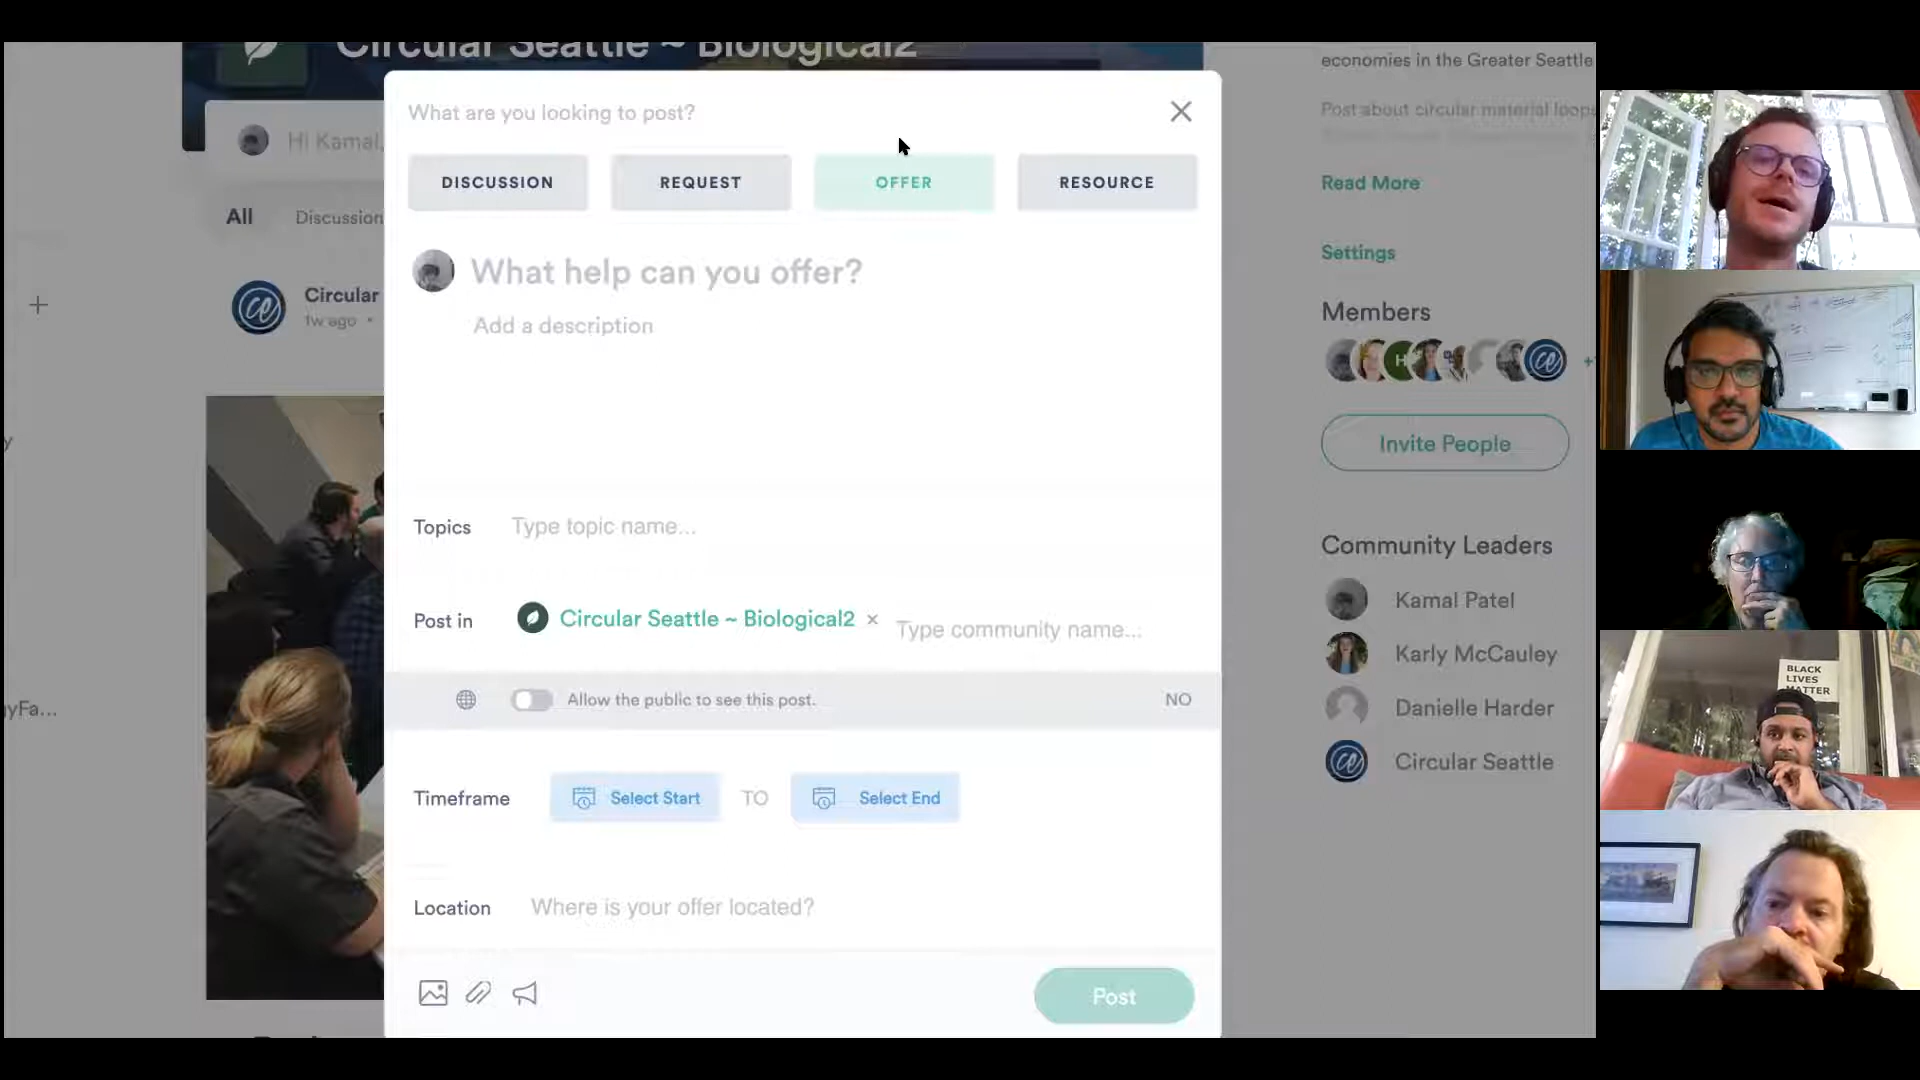 Circular Seattle ~ Biological2
economies in the Greater Seattle
What are you looking to post?
Post about circular material loops
Hi Kamal,
DISCUSSION REQUEST OFFER RESOURCE
Read More
All Discussion
Settings
What help can you offer?
Circular
1w ago
Add a description
Members
H
Invite People
Topics Type topic name...
Community Leaders
Kamal Patel
Post in Circular Seattle ~ Biological2 × Type community name...
Karly McCauley
BLACK
LIVES
MATTER
Allow the public to see this post. NO
yFa...
Danielle Harder
Circular Seattle
Timeframe Select Start TO Select End
Location Where is your offer located?
Post